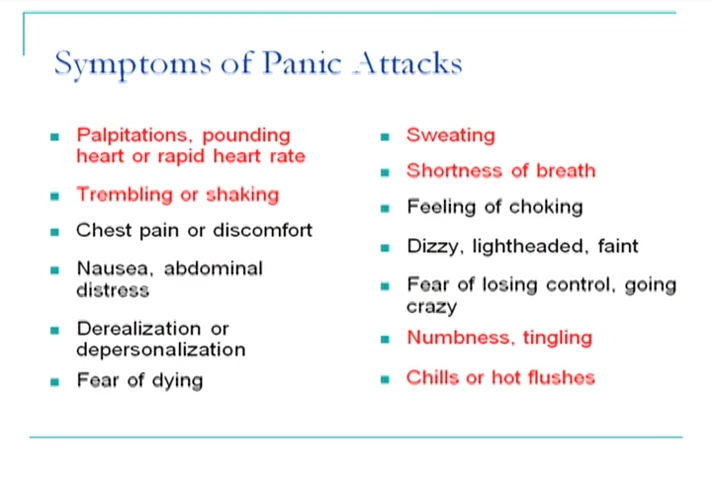 Symptoms of Panic Attacks
Palpitations, pounding
heart or rapid heart rate
Trembling or shaking
Chest pain or discomfort
Nausea, abdominal
distress
Derealization or
depersonalization
Fear of dying
Sweating
Shortness of breath
Feeling of choking
Dizzy, lightheaded, faint
Fear of losing control, going
crazy
Numbness, tingling
Chills or hot flushes